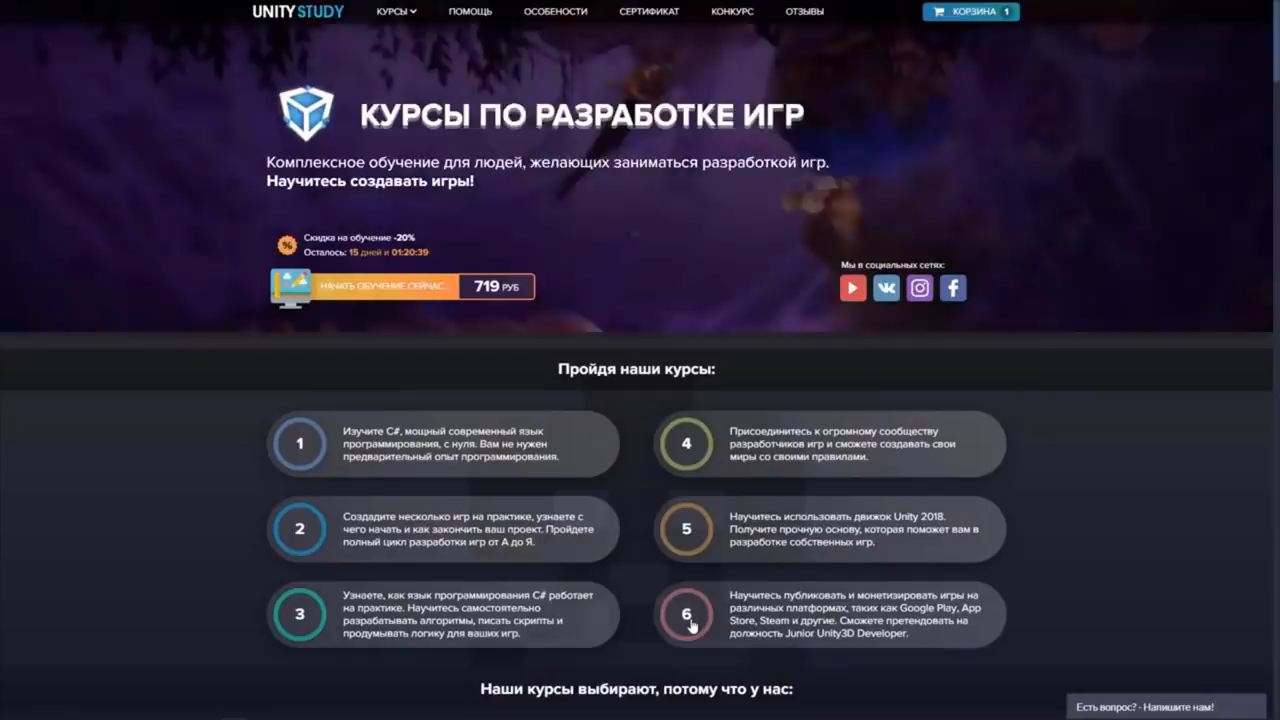 UNITY STUDY
КУРСЫ
ПОМОЩЬ
ОСОБЕНОСТИ
СЕРТИФИКАТ
КОНКУРС
ОТЗЫВЫ
КОРЗИНА 1
КУРСЫ ПО РАЗРАБОТКЕ ИГР
Комплексное обучение для людей, желающих заниматься разработкой игр.
Научитесь создавать игры!
%
Скидка на обучение -20%
Осталось: 15 дней и 01:20:39
НАЧАТЬ ОБУЧЕНИЕ СЕЙЧАС
719 РУБ
Мы в социальных сетях:
Пройдя наши курсы:
1
Изучите C#, мощный современный язык
программирования, с нуля. Вам не нужен
предварительный опыт программирования.
4
Присоединитесь к огромному сообществу
разработчиков игр и сможете создавать свои
миры со своими правилами.
2
Создадите несколько игр на практике, узнаете с
чего начать и как закончить ваш проект. Пройдете
полный цикл разработки игр от А до Я.
5
Научитесь использовать движок Unity 2018.
Получите прочную основу, которая поможет вам в
разработке собственных игр.
3
Узнаете, как язык программирования C# работает
на практике. Научитесь самостоятельно
разрабатывать алгоритмы, писать скрипты и
продумывать логику для ваших игр.
6
Научитесь публиковать и монетизировать игры на
различных платформах, таких как Google Play, App
Store, Steam и другие. Сможете претендовать на
должность Junior Unity3D Developer.
Наши курсы выбирают, потому что у нас:
Есть вопрос? - Напишите нам!